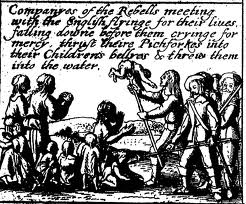 Companyes of the Rebells meeting
with the English flyinge for their lives
falling downe before them cryinge for
mercy, thrust theire Pichforkes into
their Childrens bellyes & threw them
into the water.